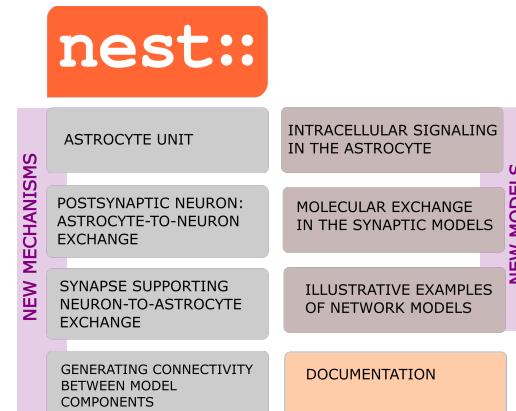 nest::
NEW MECHANISMS
ASTROCYTE UNIT
POSTSYNAPTIC NEURON:
ASTROCYTE-TO-NEURON
EXCHANGE
SYNAPSE SUPPORTING
NEURON-TO-ASTROCYTE
EXCHANGE
GENERATING CONNECTIVITY
BETWEEN MODEL
COMPONENTS
INTRACELLULAR SIGNALING
IN THE ASTROCYTE
MOLECULAR EXCHANGE
IN THE SYNAPTIC MODELS
ILLUSTRATIVE EXAMPLES
OF NETWORK MODELS
DOCUMENTATION
NEW MODELS